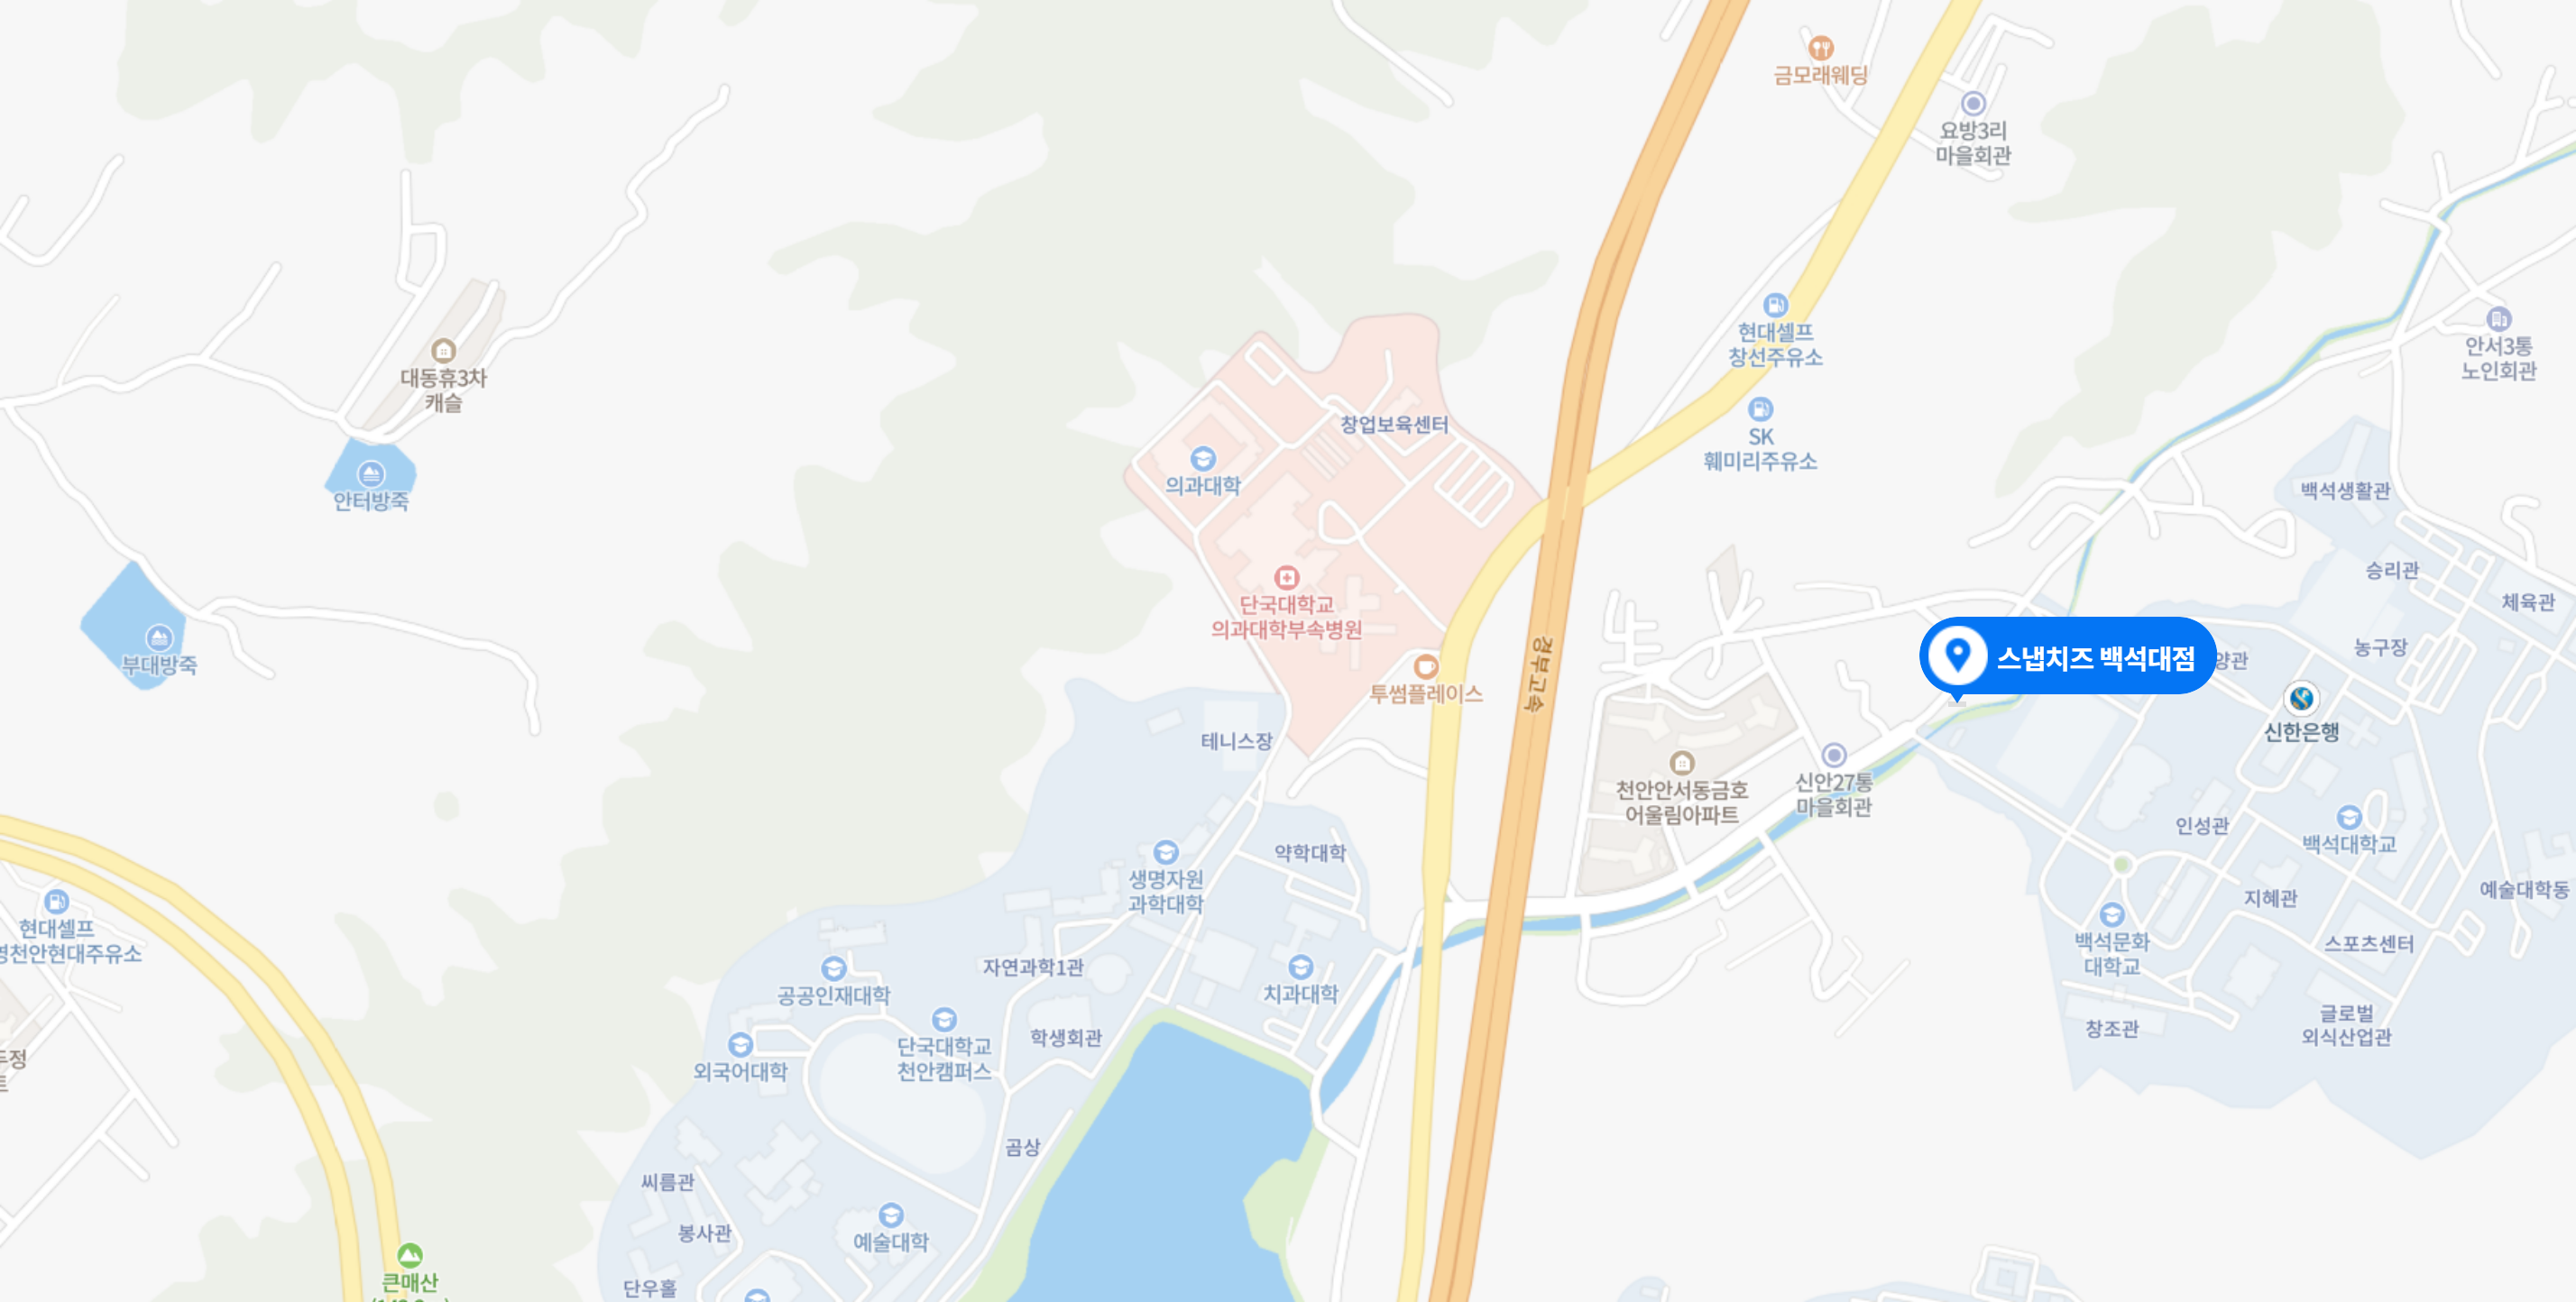 금모래웨딩
요방3리
마을회관
현대셀프
창선주유소
안서3통
노인회관
대동휴3차
캐슬
창업보육센터
SK
훼미리주유소
의과대학
안터방죽
백석생활관
승리관
체육관
단국대학교
의과대학부속병원
농구장
스냅치즈 백석대점
양관
부대방죽
투썸플레이스
경부고속
신한은행
테니스장
천안안서동금호
어울림아파트
신안27통
마을회관
인성관
백석대학교
약학대학
생명자원
과학대학
예술대학동
지혜관
현대셀프
명천안현대주유소
백석문화
대학교
스포츠센터
자연과학1관
공공인재대학
치과대학
글로벌
외식산업관
창조관
학생회관
단국대학교
천안캠퍼스
외국어대학
두정
트
곰상
씨름관
봉사관
예술대학
큰매산
단우홀